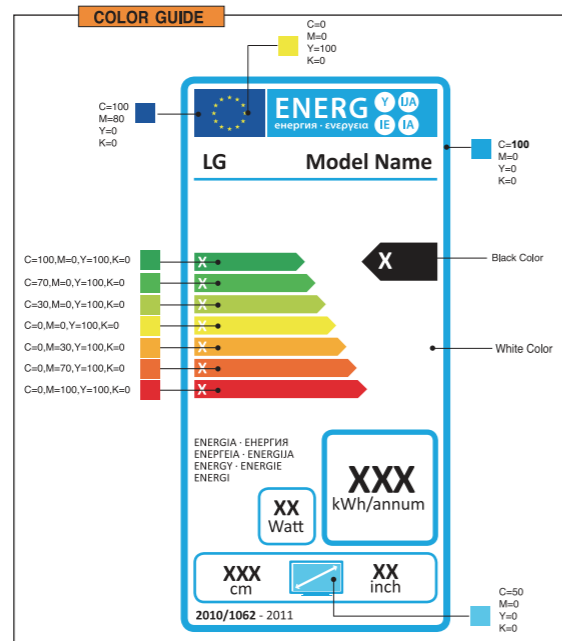 COLOR GUIDE
C=0
M=0
Y=100
K=0
C=100
M=80
Y=0
K=0
ENERG Y IJA
енергия · ενεργεια IE IA
C=100
M=0
Y=0
K=0
LG Model Name
X
Black Color
C=100,M=0,Y=100,K=0 X
C=70,M=0,Y=100,K=0 X
C=30,M=0,Y=100,K=0 X
C=0,M=0,Y=100,K=0 X
C=0,M=30,Y=100,K=0 X
C=0,M=70,Y=100,K=0 X
C=0,M=100,Y=100,K=0 X
White Color
ENERGIA · ЕНЕРГИЯ
ΕΝΕΡΓΕΙΑ · ENERGIJA
ENERGY · ENERGIE
ENERGI
XXX
kWh/annum
XX
Watt
XXX
cm
XX
inch
2010/1062 - 2011
C=50
M=0
Y=0
K=0